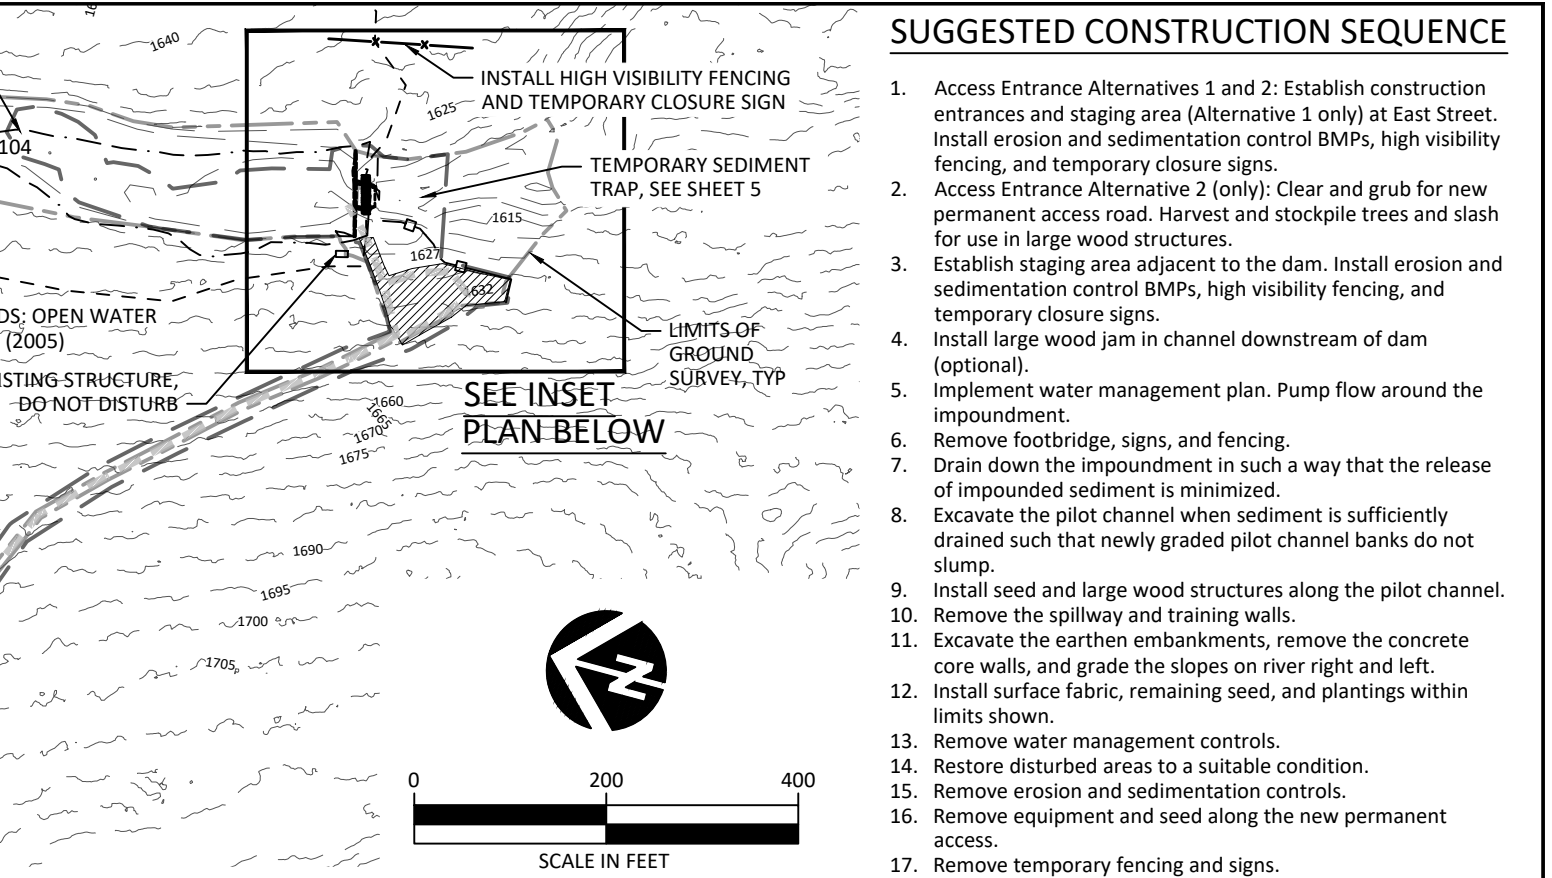 1640
INSTALL HIGH VISIBILITY FENCING
AND TEMPORARY CLOSURE SIGN
1625
104
TEMPORARY SEDIMENT
TRAP, SEE SHEET 5
1615
1627
1632
DS: OPEN WATER
(2005)
LIMITS OF
GROUND
SURVEY, TYP
ISTING STRUCTURE,
DO NOT DISTURB
SEE INSET
PLAN BELOW
1660
1665
1670
1675
1690
1695
1700
1705
N
0 200 400
SCALE IN FEET
SUGGESTED CONSTRUCTION SEQUENCE
1. Access Entrance Alternatives 1 and 2: Establish construction
entrances and staging area (Alternative 1 only) at East Street.
Install erosion and sedimentation control BMPs, high visibility
fencing, and temporary closure signs.
2. Access Entrance Alternative 2 (only): Clear and grub for new
permanent access road. Harvest and stockpile trees and slash
for use in large wood structures.
3. Establish staging area adjacent to the dam. Install erosion and
sedimentation control BMPs, high visibility fencing, and
temporary closure signs.
4. Install large wood jam in channel downstream of dam
(optional).
5. Implement water management plan. Pump flow around the
impoundment.
6. Remove footbridge, signs, and fencing.
7. Drain down the impoundment in such a way that the release
of impounded sediment is minimized.
8. Excavate the pilot channel when sediment is sufficiently
drained such that newly graded pilot channel banks do not
slump.
9. Install seed and large wood structures along the pilot channel.
10. Remove the spillway and training walls.
11. Excavate the earthen embankments, remove the concrete
core walls, and grade the slopes on river right and left.
12. Install surface fabric, remaining seed, and plantings within
limits shown.
13. Remove water management controls.
14. Restore disturbed areas to a suitable condition.
15. Remove erosion and sedimentation controls.
16. Remove equipment and seed along the new permanent
access.
17. Remove temporary fencing and signs.